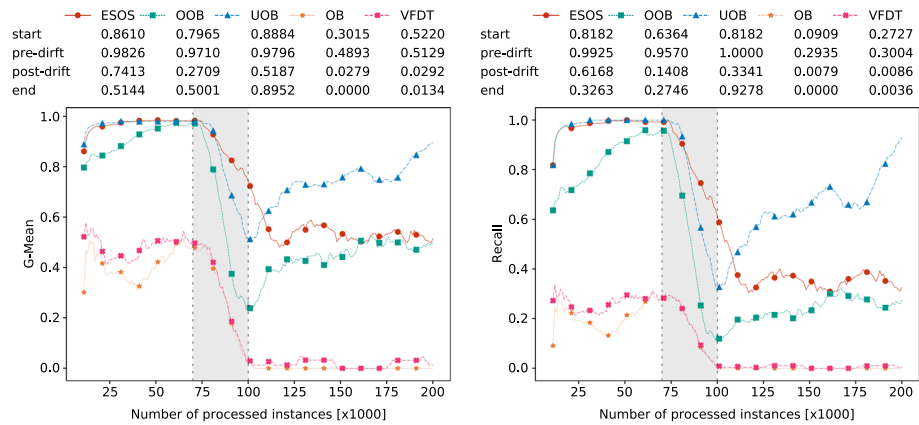 ESOS OOB UOB OB VFDT
start 0.8610 0.7965 0.8884 0.3015 0.5220
pre-dirft 0.9826 0.9710 0.9796 0.4893 0.5129
post-drift 0.7413 0.2709 0.5187 0.0279 0.0292
end 0.5144 0.5001 0.8952 0.0000 0.0134
1.0
0.8
0.6
0.4
0.2
0.0
G-Mean
25 50 75 100 125 150 175 200
Number of processed instances [x1000]
ESOS OOB UOB OB VFDT
start 0.8182 0.6364 0.8182 0.0909 0.2727
pre-dirft 0.9925 0.9570 1.0000 0.2935 0.3004
post-drift 0.6168 0.1408 0.3341 0.0079 0.0086
end 0.3263 0.2746 0.9278 0.0000 0.0036
1.0
0.8
0.6
0.4
0.2
0.0
Recall
25 50 75 100 125 150 175 200
Number of processed instances [x1000]